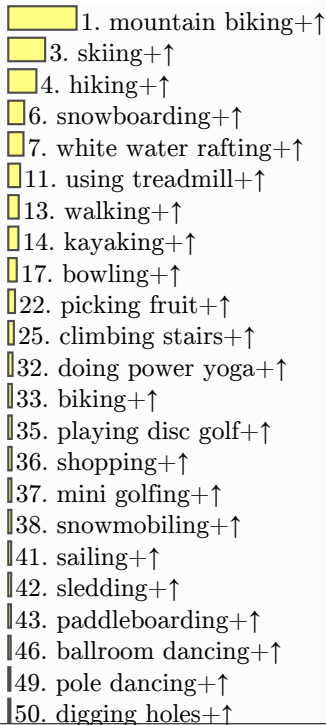 1. mountain biking+↑
3. skiing+↑
4. hiking+↑
6. snowboarding+↑
7. white water rafting+↑
11. using treadmill+↑
13. walking+↑
14. kayaking+↑
17. bowling+↑
22. picking fruit+↑
25. climbing stairs+↑
32. doing power yoga+↑
33. biking+↑
35. playing disc golf+↑
36. shopping+↑
37. mini golfing+↑
38. snowmobiling+↑
41. sailing+↑
42. sledding+↑
43. paddleboarding+↑
46. ballroom dancing+↑
49. pole dancing+↑
50. digging holes+↑